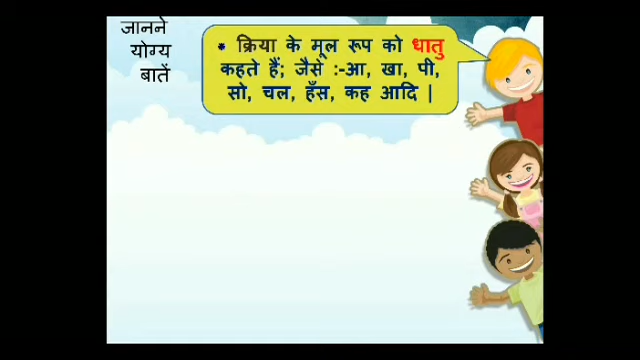 जानने
योग्य
बातें
* क्रिया के मूल रूप को धातु
कहते हैं; जैसे :-आ, खा, पी,
सो, चल, हँस, कह आदि |